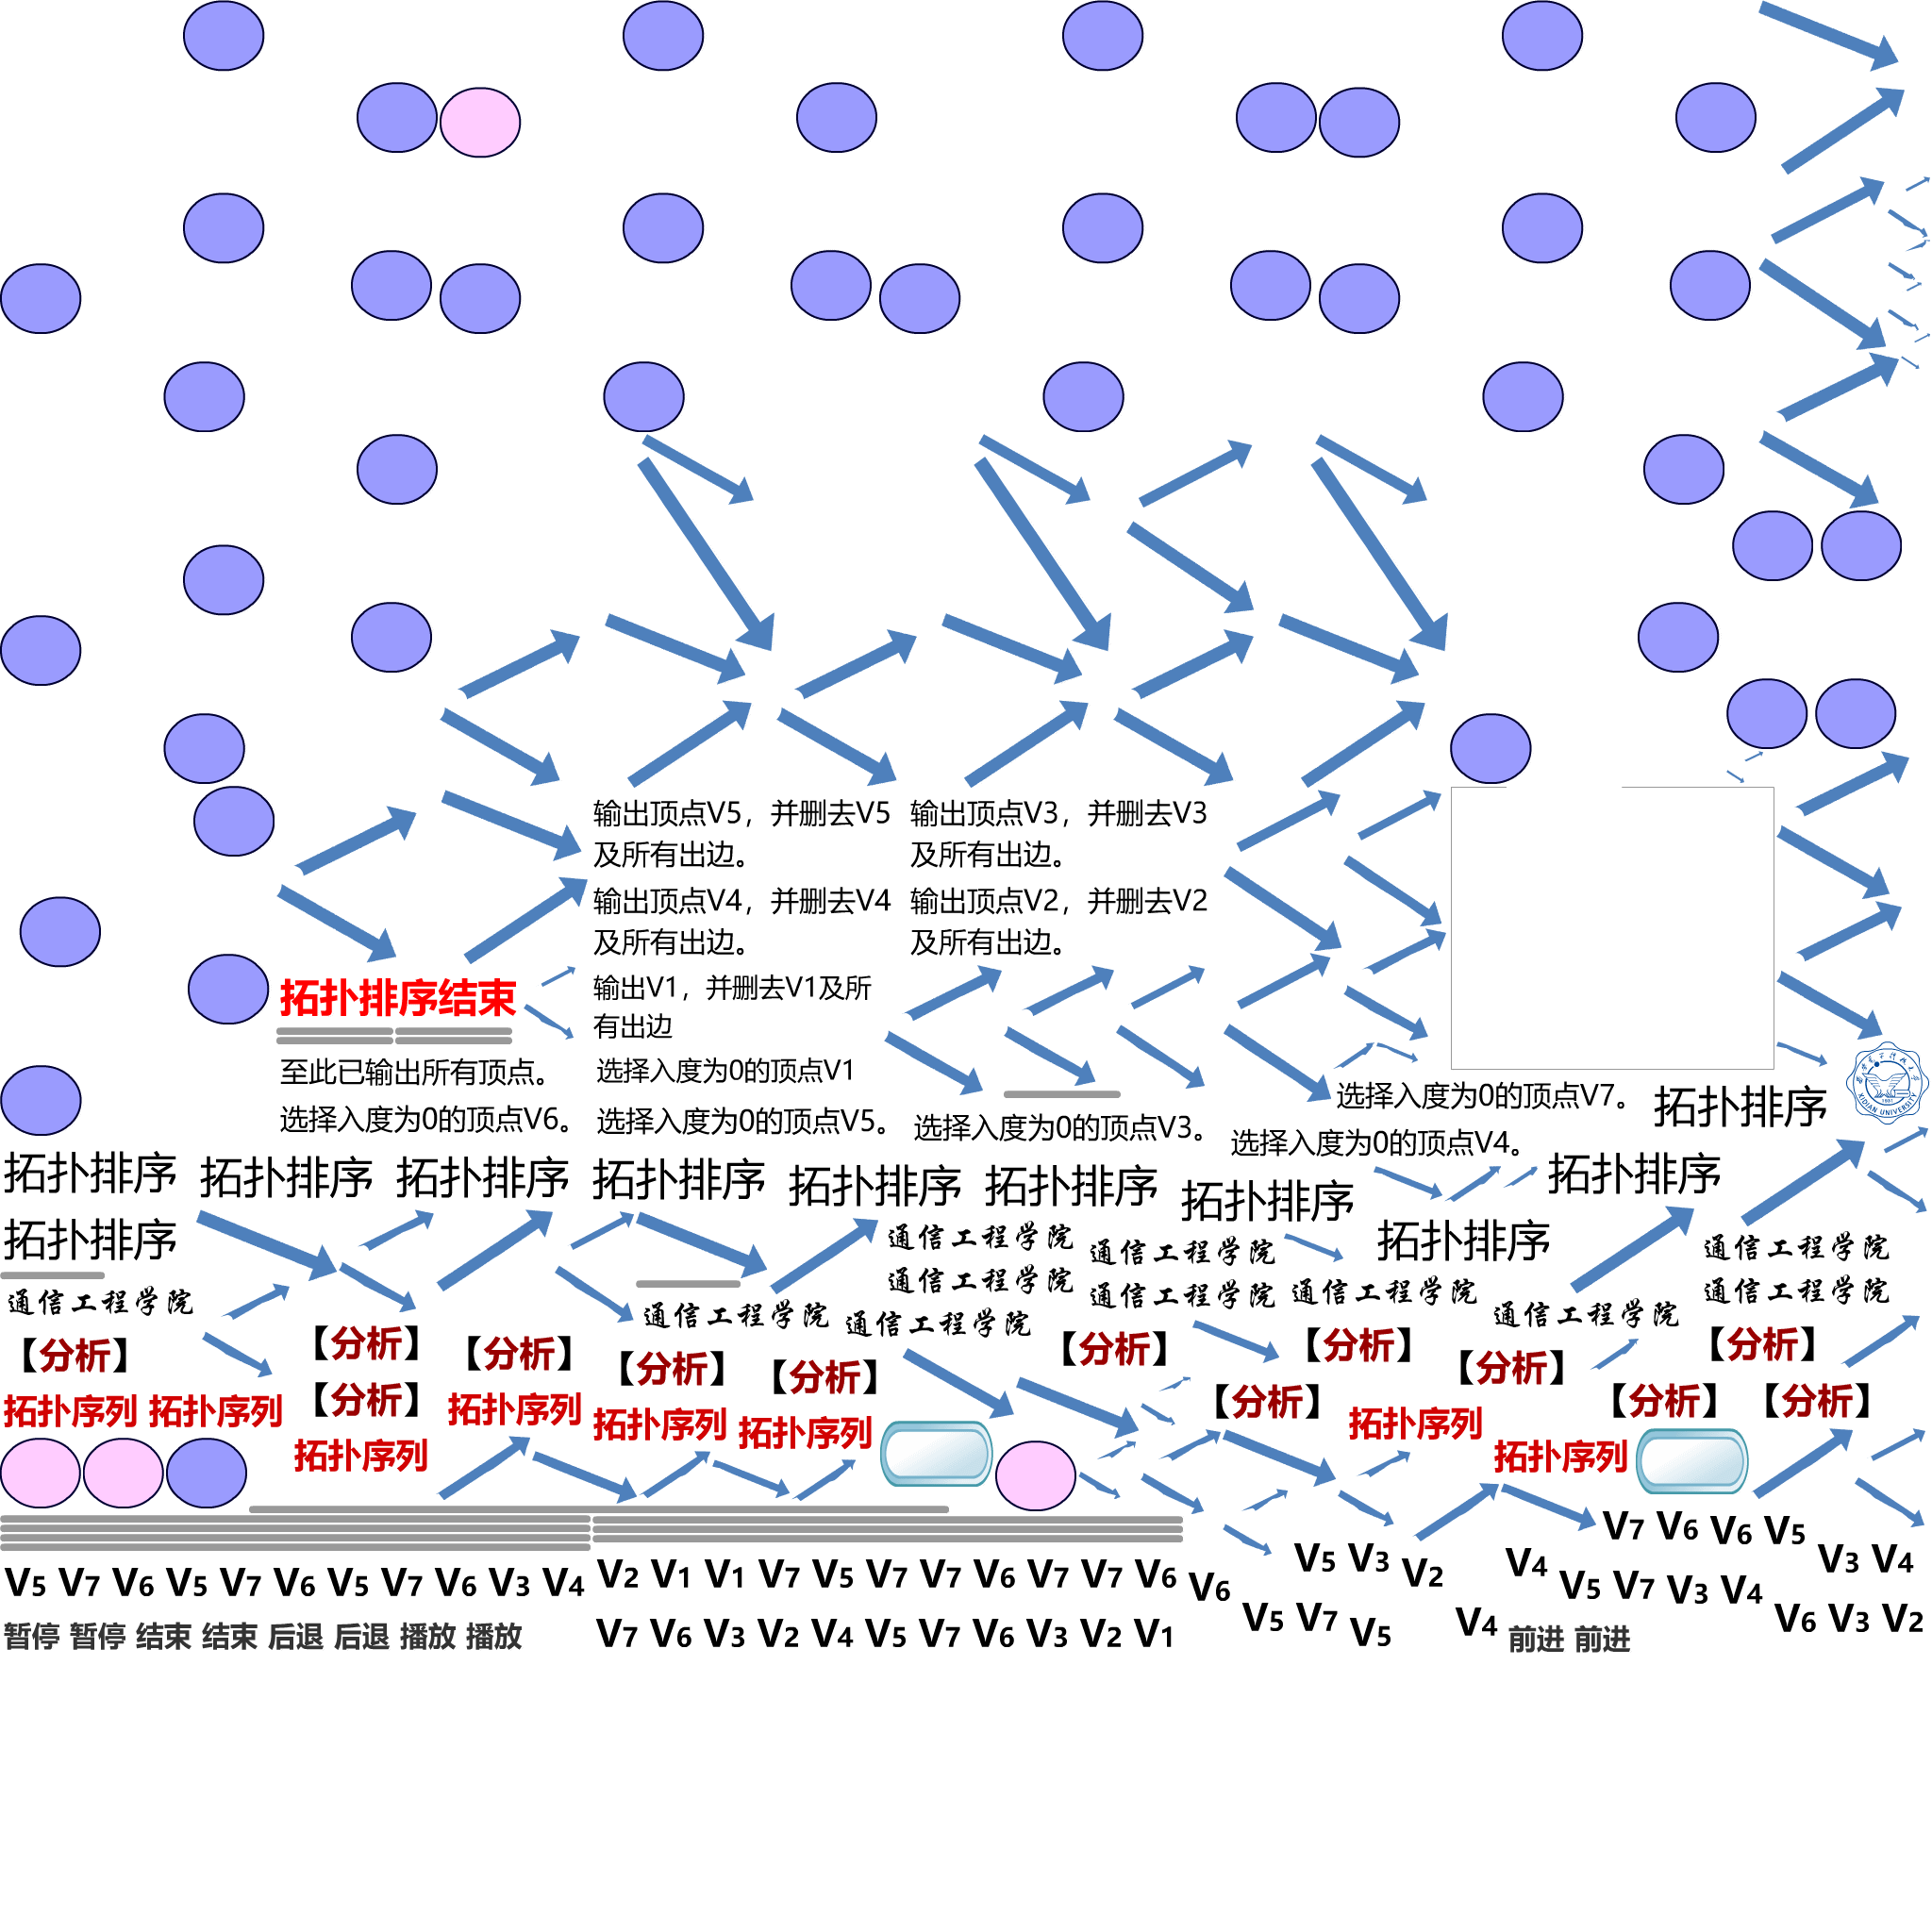 输出顶点V5，并删去V5
及所有出边。
输出顶点V3，并删去V3
及所有出边。
输出顶点V4，并删去V4
及所有出边。
输出顶点V2，并删去V2
及所有出边。
拓扑排序结束
输出V1，并删去V1及所
有出边
至此已输出所有顶点。
选择入度为0的顶点V1
选择入度为0的顶点V7。
拓扑排序
XIDIAN UNIVERSITY
选择入度为0的顶点V6。
选择入度为0的顶点V5。
选择入度为0的顶点V3。
选择入度为0的顶点V4。
拓扑排序
拓扑排序
拓扑排序
拓扑排序
拓扑排序
拓扑排序
拓扑排序
拓扑排序
拓扑排序
拓扑排序
通信工程学院
通信工程学院
通信工程学院
通信工程学院
通信工程学院
通信工程学院
通信工程学院
通信工程学院
通信工程学院
通信工程学院
通信工程学院
【分析】
【分析】
【分析】
【分析】
【分析】
【分析】
【分析】
【分析】
【分析】
【分析】
【分析】
【分析】
【分析】
拓扑序列 拓扑序列
拓扑序列
拓扑序列
拓扑序列
拓扑序列
拓扑序列
拓扑序列
V7 V6 V6 V5
V5 V3 V2
V4
V3 V4
V5 V7 V6 V5 V7 V6 V5 V7 V6 V3 V4
V2 V1 V1 V7 V5 V7 V7 V6 V7 V7 V6
V6
V5 V7 V3 V4
V5 V7 V5
V4
V6 V3 V2
暂停 暂停 结束 结束 后退 后退 播放 播放
V7 V6 V3 V2 V4 V5 V7 V6 V3 V2 V1
前进 前进